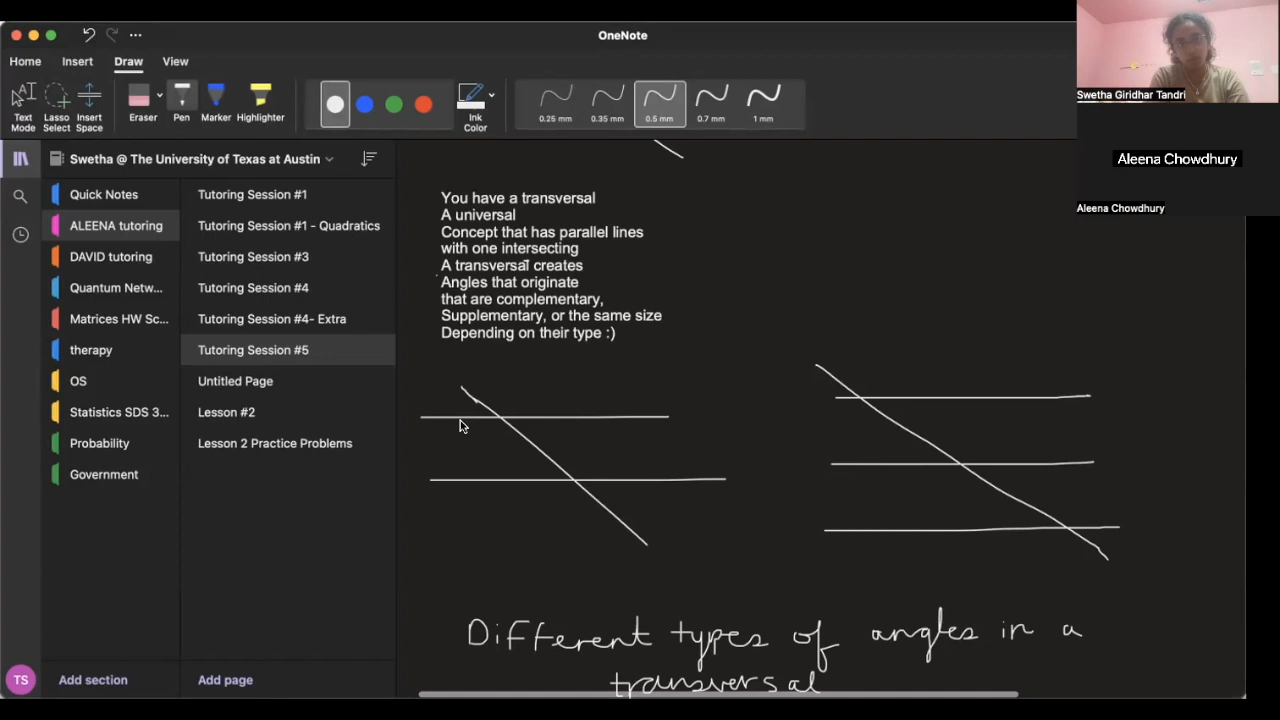 OneNote
Home Insert Draw View
Text Mode
Lasso Select
Insert Space
Eraser
Pen
Marker
Highlighter
Ink Color
0.25 mm
0.35 mm
0.5 mm
0.7 mm
1 mm
Swetha Giridhar Tandri
Aleena Chowdhury
Aleena Chowdhury
Swetha @ The University of Texas at Austin
Quick Notes
ALEENA tutoring
DAVID tutoring
Quantum Netw...
Matrices HW Sc...
therapy
OS
Statistics SDS 3...
Probability
Government
Tutoring Session #1
Tutoring Session #1 - Quadratics
Tutoring Session #3
Tutoring Session #4
Tutoring Session #4- Extra
Tutoring Session #5
Untitled Page
Lesson #2
Lesson 2 Practice Problems
You have a transversal
A universal
Concept that has parallel lines
with one intersecting
A transversal creates
Angles that originate
that are complementary,
Supplementary, or the same size
Depending on their type :)
Different types of angles in a
transversal
TS
Add section
Add page